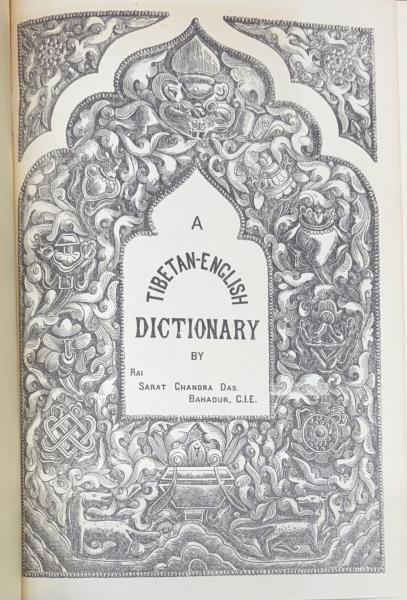 A
TIBETAN-ENGLISH
DICTIONARY
BY
RAI
SARAT CHANDRA DAS.
BAHADUR, C.I.E.